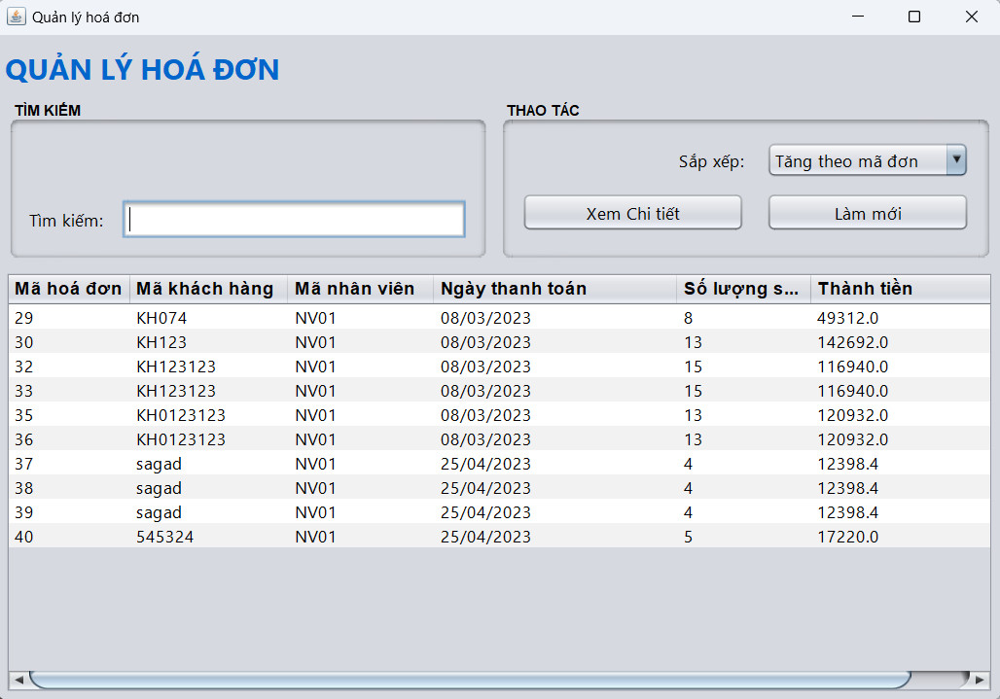 Quản lý hoá đơn
QUẢN LÝ HOÁ ĐƠN
TÌM KIẾM
THAO TÁC
Sắp xếp: Tăng theo mã đơn
Tìm kiếm:
Xem Chi tiết Làm mới
Mã hoá đơn Mã khách hàng Mã nhân viên Ngày thanh toán Số lượng s... Thành tiền
29 KH074 NV01 08/03/2023 8 49312.0
30 KH123 NV01 08/03/2023 13 142692.0
32 KH123123 NV01 08/03/2023 15 116940.0
33 KH123123 NV01 08/03/2023 15 116940.0
35 KH0123123 NV01 08/03/2023 13 120932.0
36 KH0123123 NV01 08/03/2023 13 120932.0
37 sagad NV01 25/04/2023 4 12398.4
38 sagad NV01 25/04/2023 4 12398.4
39 sagad NV01 25/04/2023 4 12398.4
40 545324 NV01 25/04/2023 5 17220.0